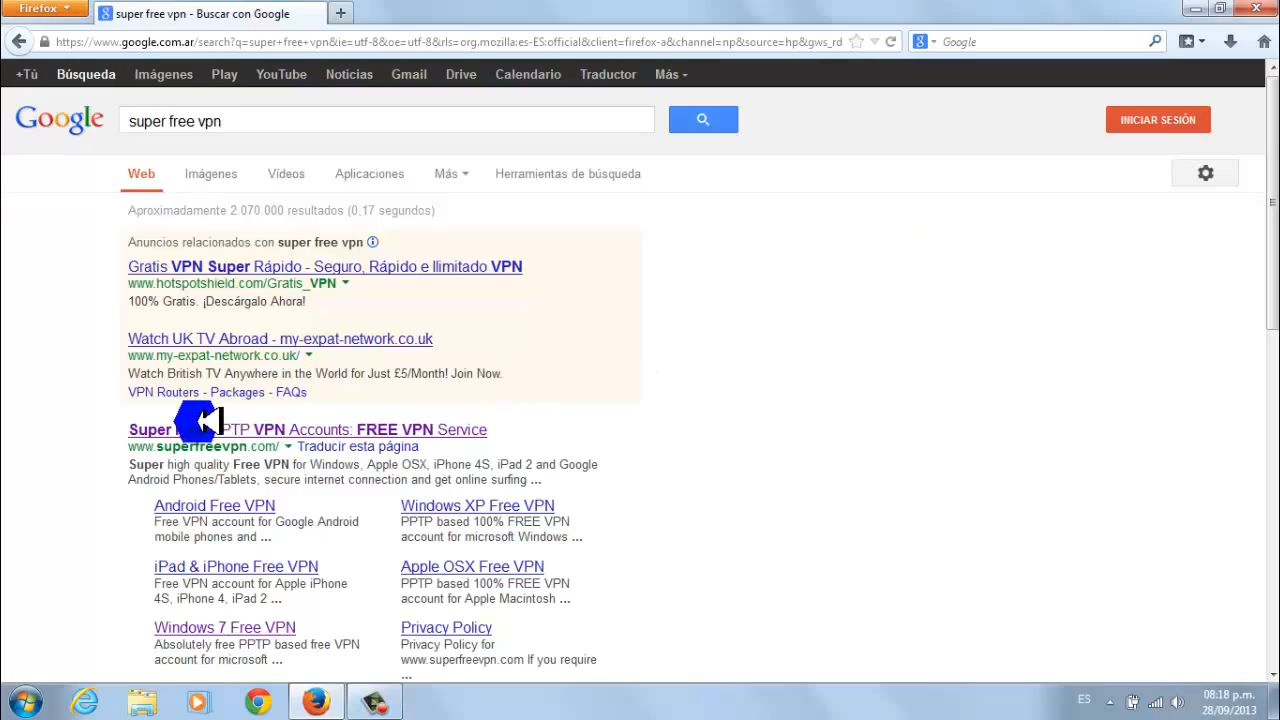 Firefox
super free vpn - Buscar con Google
https://www.google.com.ar/search?q=super+free+vpn&ie=utf-8&oe=utf-8&rls=org.mozilla:es-ES:official&client=firefox-a&channel=np&source=hp&gws_rd
Google
+Tú Búsqueda Imágenes Play YouTube Noticias Gmail Drive Calendario Traductor Más
Google
super free vpn
INICIAR SESIÓN
Web Imágenes Vídeos Aplicaciones Más Herramientas de búsqueda
Aproximadamente 2.070.000 resultados (0,17 segundos)
Anuncios relacionados con super free vpn
Gratis VPN Super Rápido - Seguro, Rápido e Ilimitado VPN
www.hotspotshield.com/Gratis_VPN
100% Gratis. ¡Descárgalo Ahora!
Watch UK TV Abroad - my-expat-network.co.uk
www.my-expat-network.co.uk/
Watch British TV Anywhere in the World for Just £5/Month! Join Now.
VPN Routers - Packages - FAQs
Super PTP VPN Accounts: FREE VPN Service
www.superfreevpn.com/ Traducir esta página
Super high quality Free VPN for Windows, Apple OSX, iPhone 4S, iPad 2 and Google
Android Phones/Tablets, secure internet connection and get online surfing ...
Android Free VPN
Free VPN account for Google Android
mobile phones and ...
Windows XP Free VPN
PPTP based 100% FREE VPN
account for microsoft Windows ...
iPad & iPhone Free VPN
Free VPN account for Apple iPhone
4S, iPhone 4, iPad 2 ...
Apple OSX Free VPN
PPTP based 100% FREE VPN
account for Apple Macintosh ...
Windows 7 Free VPN
Absolutely free PPTP based free VPN
account for microsoft ...
Privacy Policy
Privacy Policy for
www.superfreevpn.com If you require
...
ES
08:18 p.m.
28/09/2013